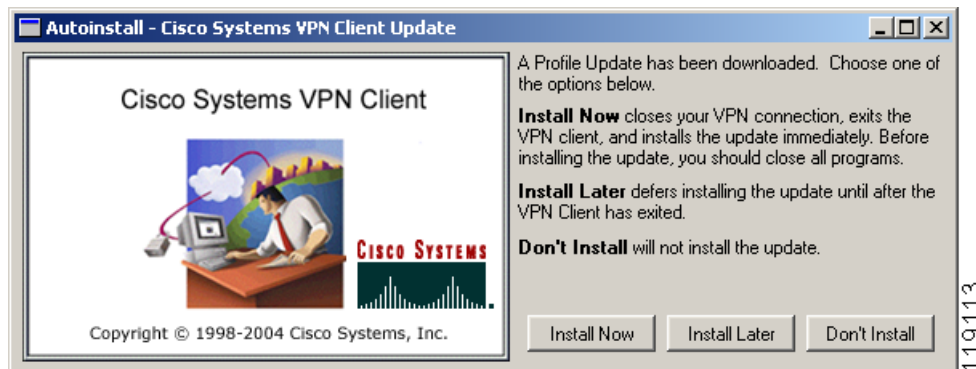 Autoinstall - Cisco Systems VPN Client Update
Cisco Systems VPN Client
CISCO SYSTEMS
Copyright © 1998-2004 Cisco Systems, Inc.
A Profile Update has been downloaded. Choose one of
the options below.
Install Now closes your VPN connection, exits the
VPN client, and installs the update immediately. Before
installing the update, you should close all programs.
Install Later defers installing the update until after the
VPN Client has exited.
Don't Install will not install the update.
Install Now
Install Later
Don't Install
119113